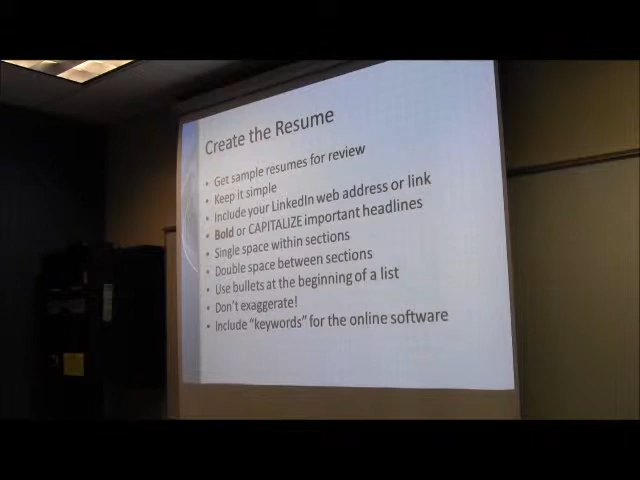 Create the Resume
• Get sample resumes for review
• Keep it simple
• Include your LinkedIn web address or link
• Bold or CAPITALIZE important headlines
• Single space within sections
• Double space between sections
• Use bullets at the beginning of a list
• Don't exaggerate!
• Include "keywords" for the online software